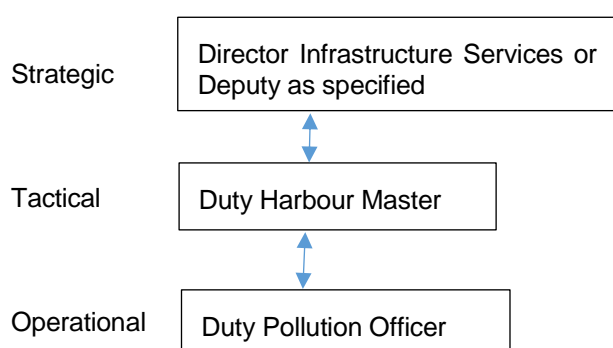 Strategic
Director Infrastructure Services or
Deputy as specified
Tactical
Duty Harbour Master
Operational
Duty Pollution Officer